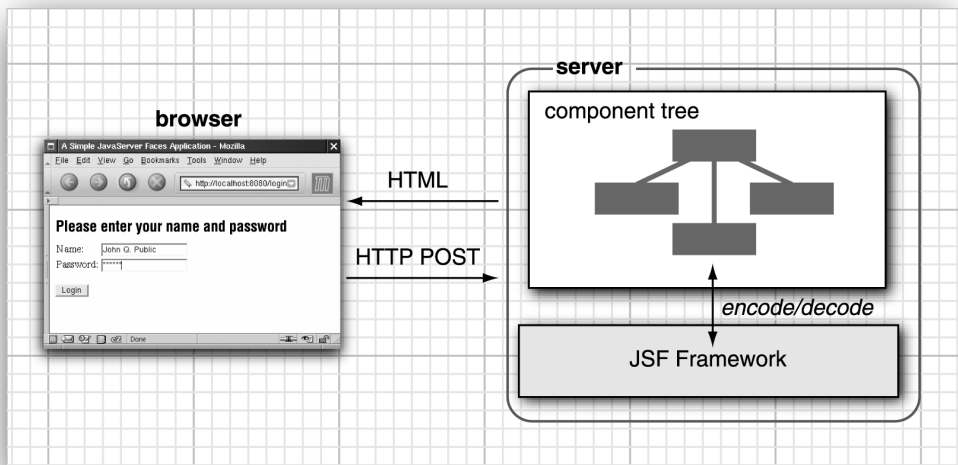 server
component tree
browser
A Simple JavaServer Faces Application - Mozilla
File Edit View Go Bookmarks Tools Window Help
http://localhost:8080/login
HTML
Please enter your name and password
Name: John Q. Public
HTTP POST
Password: ******
Login
encode/decode
Done
JSF Framework